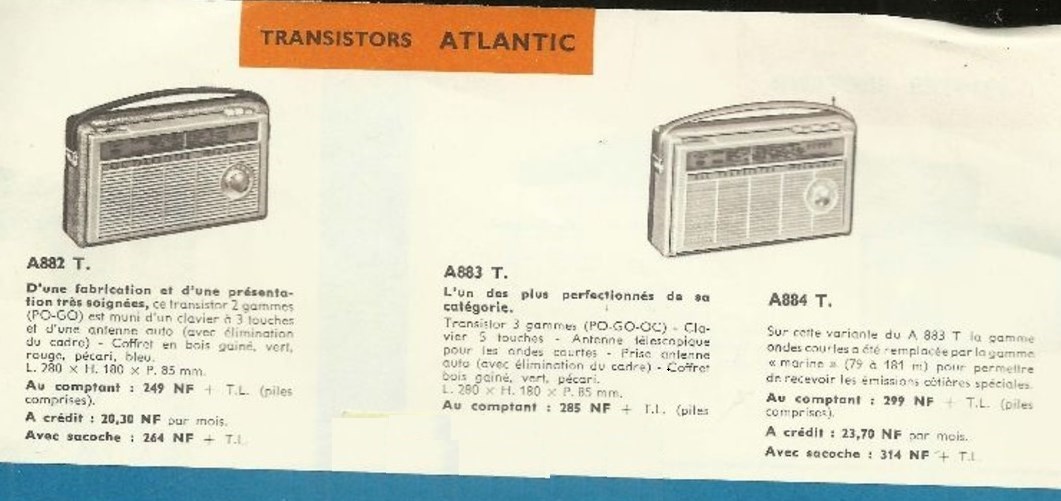 TRANSISTORS ATLANTIC
A882 T.
D'une fabrication et d'une présenta-
tion très soignées, ce transistor 2 gammes
(PO-GO) est muni d'un clavier à 3 touches
et d'une antenne auto (avec élimination
du cadre) - Coffret en bois gainé, vert,
rouge, pécari, bleu.
L. 280 × H. 180 × P. 85 mm.
Au comptant : 249 NF + T.L. (piles
comprises).
A crédit : 20,30 NF par mois.
Avec sacoche : 264 NF + T.L.
A883 T.
L'un des plus perfectionnés de sa
catégorie.
Transistor 3 gammes (PO-GO-OC) - Cla-
vier 5 touches - Antenne télescopique
pour les ondes courtes - Prise antenne
auto (avec élimination du cadre) - Coffret
bois gainé, vert, pécari.
L. 280 × H. 180 × P. 85 mm.
Au comptant : 285 NF + T.L. (piles
A884 T.
Sur cette variante du A 883 T la gamme
ondes courtes a été remplacée par la gamme
« marine » (79 à 181 m) pour permettre
de recevoir les émissions côtières spéciales.
Au comptant : 299 NF + T.L. (piles
comprises).
A crédit : 23,70 NF par mois.
Avec sacoche : 314 NF + T.L.